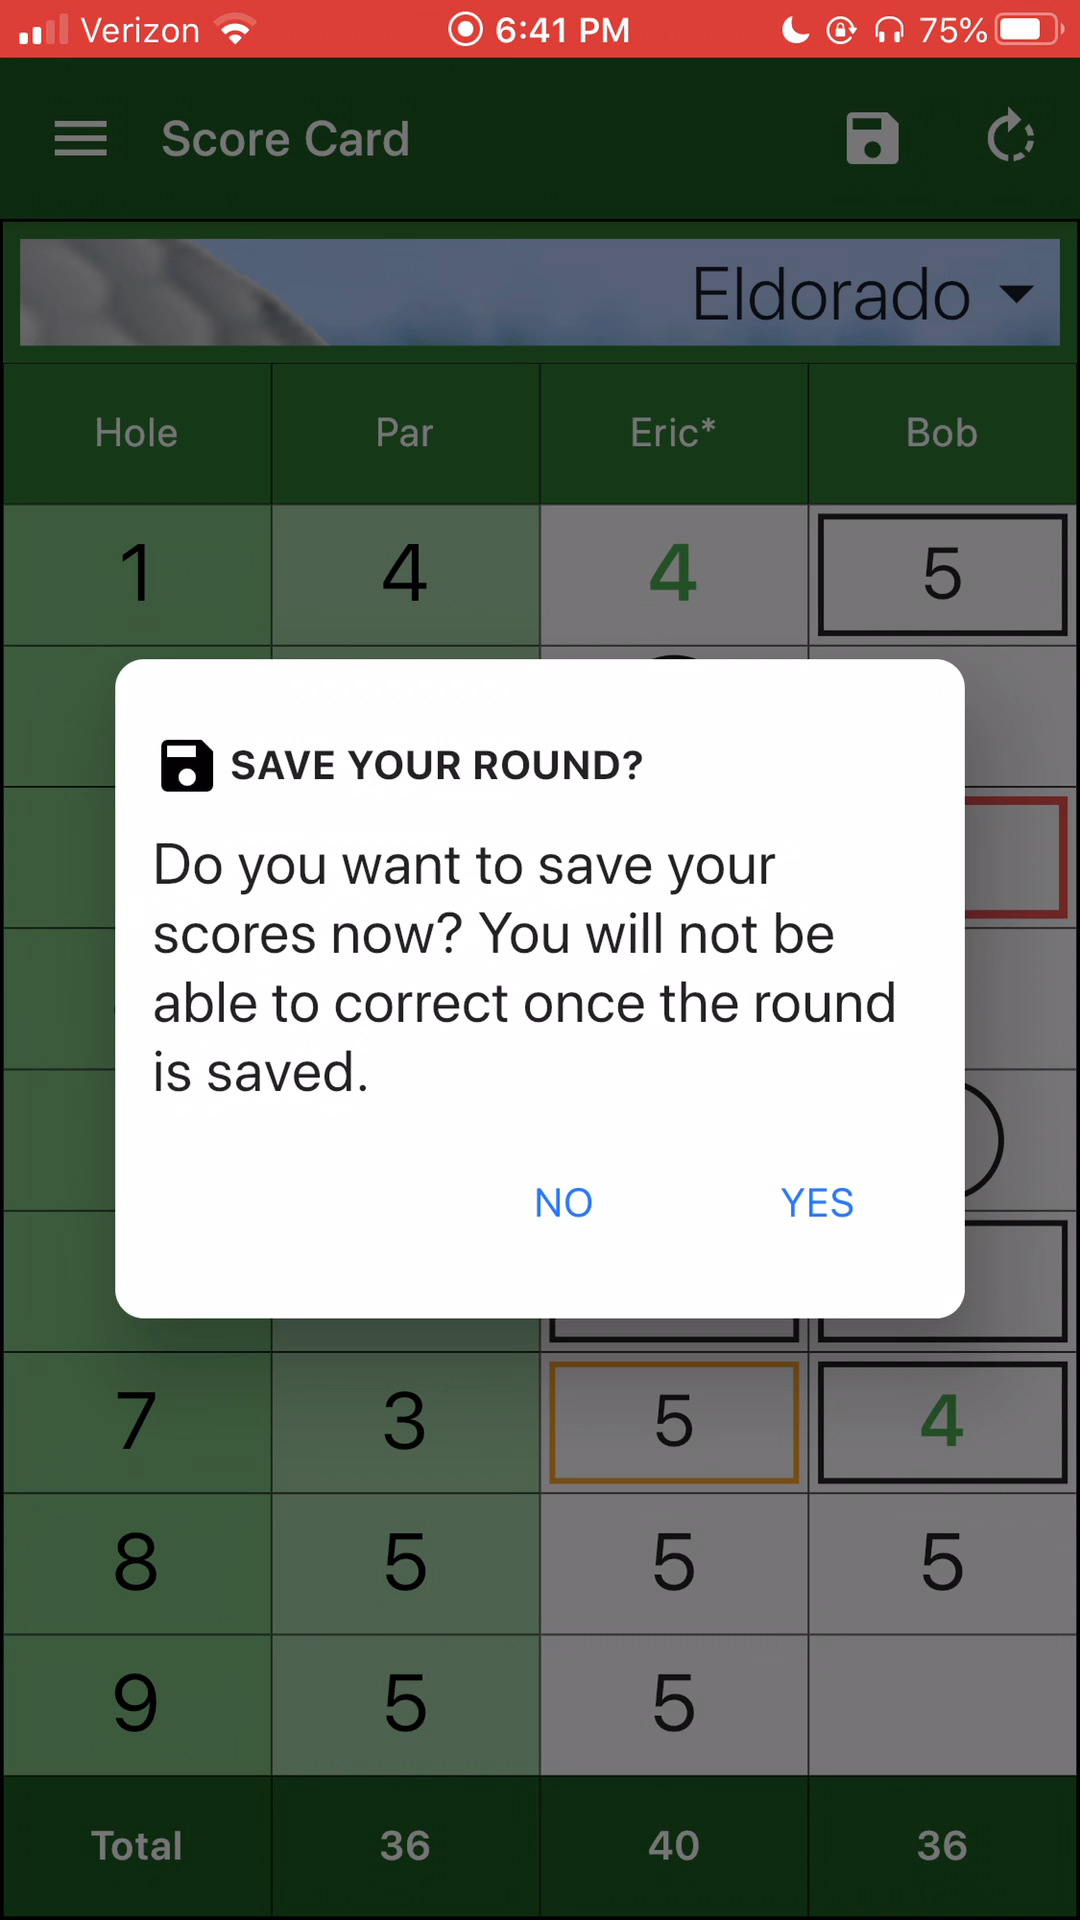 Verizon 6:41 PM 75%
Score Card
Eldorado
Hole Par Eric* Bob
1 4 4 5
SAVE YOUR ROUND?
Do you want to save your
scores now? You will not be
able to correct once the round
is saved.
NO YES
7 3 5 4
8 5 5 5
9 5 5
Total 36 40 36